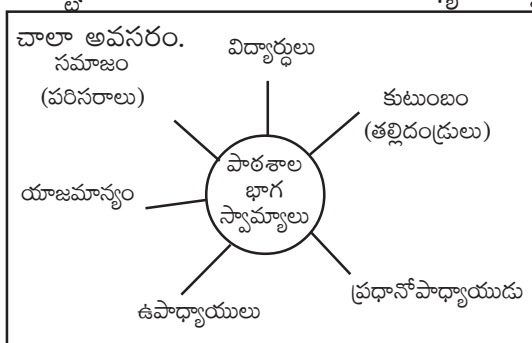 చాలా అవసరం.
సమాజం
(పరిసరాలు)
విద్యార్థులు
కుటుంబం
(తల్లిదండ్రులు)
పాఠశాల
భాగ
స్వామ్యాలు
యాజమాన్యం
ఉపాధ్యాయులు
ప్రధానోపాధ్యాయుడు